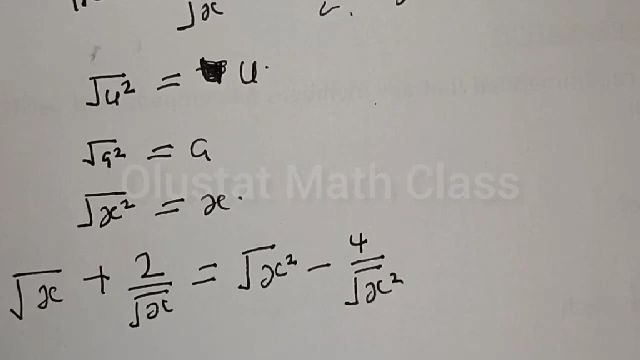 √x
√u² = u.
√a² = a
√x² = x.
Olustat Math Class
√x + 2/√x = √x² - 4/√x²